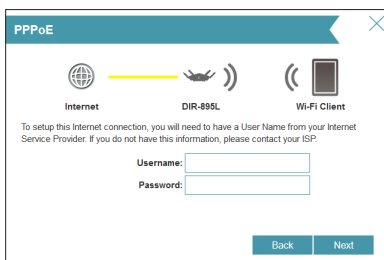 PPPoE
Internet DIR-895L Wi-Fi Client
To setup this Internet connection, you will need to have a User Name from your Internet
Service Provider. If you do not have this information, please contact your ISP.
Username:
Password:
Back Next